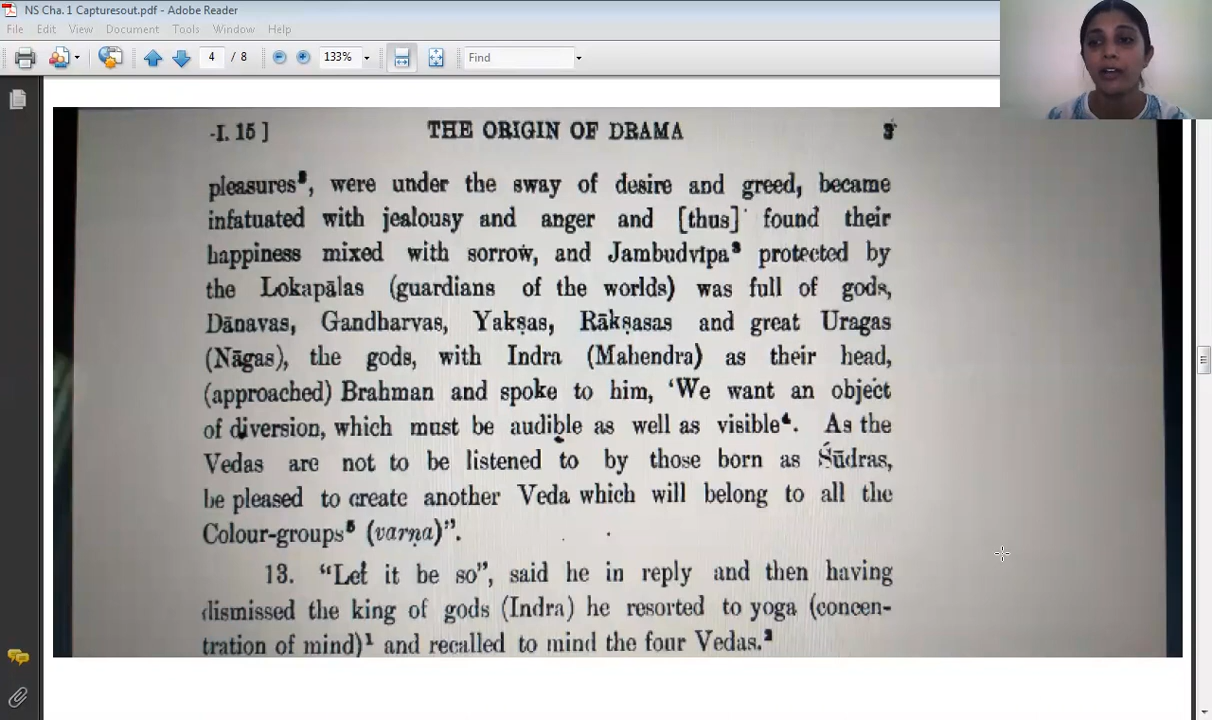 NS Cha. 1 Capturesout.pdf - Adobe Reader
File Edit View Document Tools Window Help
4 / 8 133% Find
-I. 15 ] THE ORIGIN OF DRAMA 3
pleasures², were under the sway of desire and greed, became
infatuated with jealousy and anger and [thus] found their
happiness mixed with sorrow, and Jambudvīpa³ protected by
the Lokapālas (guardians of the worlds) was full of gods,
Dānavas, Gandharvas, Yakṣas, Rākṣasas and great Uragas
(Nāgas), the gods, with Indra (Mahendra) as their head,
(approached) Brahman and spoke to him, ‘We want an object
of diversion, which must be audible as well as visible⁴. As the
Vedas are not to be listened to by those born as Śūdras,
be pleased to create another Veda which will belong to all the
Colour-groups⁵ (varṇa)”.
13. “Let it be so”, said he in reply and then having
dismissed the king of gods (Indra) he resorted to yoga (concen-
tration of mind)¹ and recalled to mind the four Vedas.²